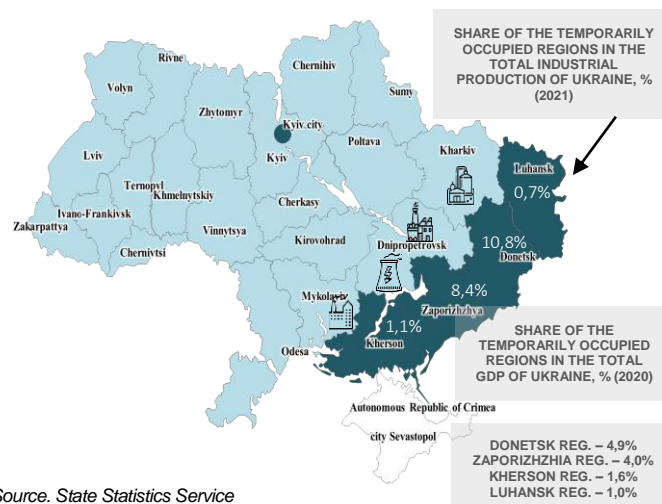 SHARE OF THE TEMPORARILY
OCCUPIED REGIONS IN THE
TOTAL INDUSTRIAL
PRODUCTION OF UKRAINE, %
(2021)
Rivne
Chernihiv
Volyn
Sumy
Zhytomyr
Kyiv city
Lviv
Kyiv
Poltava
Kharkiv
Luhansk
0,7%
Ternopyl
Khmelnytskiy
Cherkasy
Ivano-Frankivsk
Zakarpattya
Vinnytsya
Kirovohrad
Dnipropetrovsk
10,8%
Donetsk
Chernivtsi
Mykolaiv
8,4%
Zaporizhzhya
1,1%
Kherson
Odesa
SHARE OF THE
TEMPORARILY OCCUPIED
REGIONS IN THE TOTAL
GDP OF UKRAINE, % (2020)
Autonomous Republic of Crimea
city Sevastopol
DONETSK REG. – 4,9%
ZAPORIZHZHIA REG. – 4,0%
KHERSON REG. – 1,6%
LUHANSK REG. – 1,0%
Source. State Statistics Service